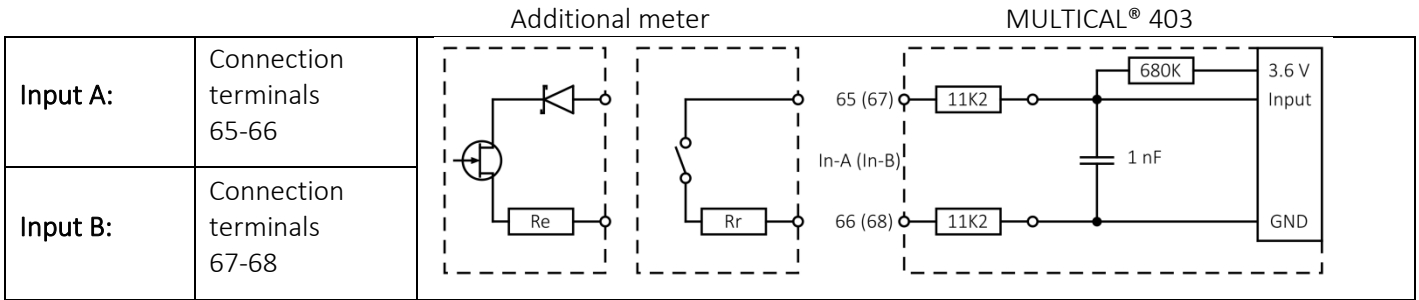 Additional meter
MULTICAL® 403
Input A:
Connection
terminals
65-66
Input B:
Connection
terminals
67-68
Re
Rr
65 (67)
In-A (In-B)
66 (68)
11K2
11K2
680K
1 nF
3.6 V
Input
GND